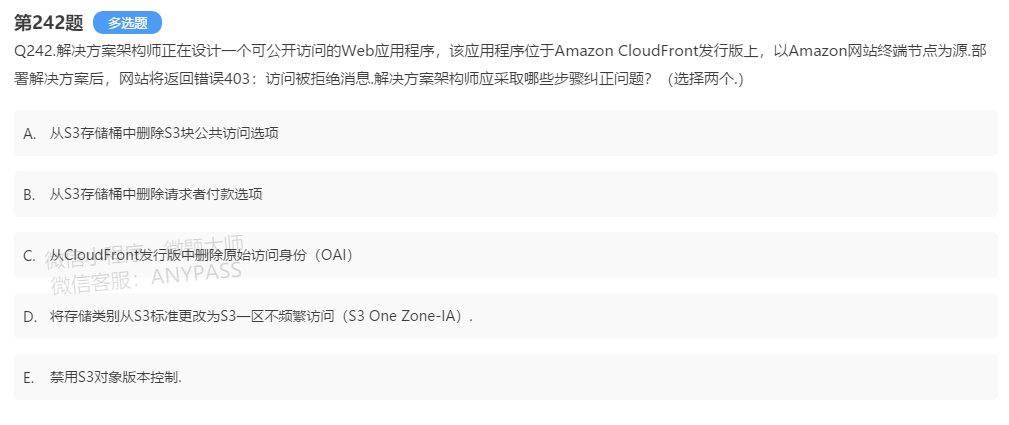 第242题 多选题
Q242.解决方案架构师正在设计一个可公开访问的Web应用程序，该应用程序位于Amazon CloudFront发行版上，以Amazon网站终端节点为源.部
署解决方案后，网站将返回错误403：访问被拒绝消息.解决方案架构师应采取哪些步骤纠正问题？（选择两个.）
A. 从S3存储桶中删除S3块公共访问选项
B. 从S3存储桶中删除请求者付款选项
C. 从CloudFront发行版中删除原始访问身份（OAI）
微信小程序：微题大师
微信客服：ANYPASS
D. 将存储类别从S3标准更改为S3一区不频繁访问（S3 One Zone-IA）.
E. 禁用S3对象版本控制.